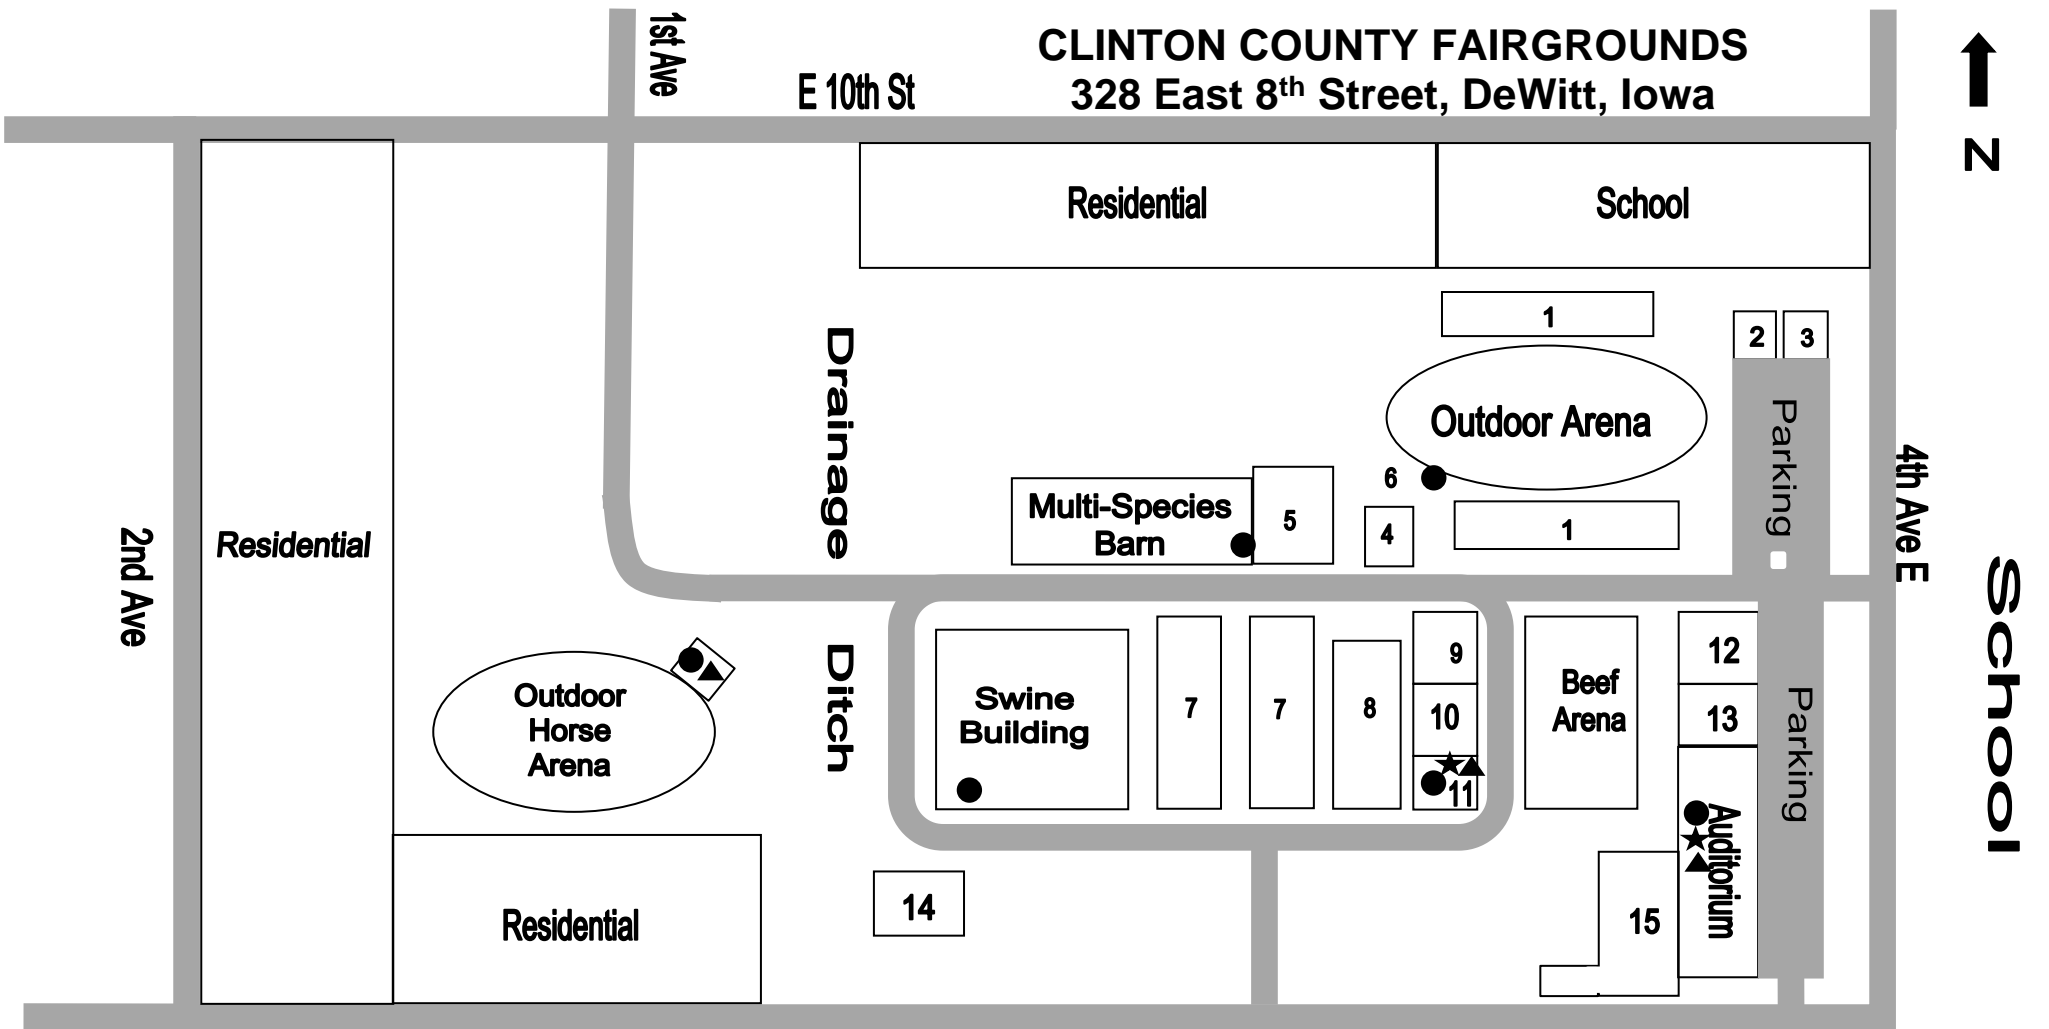 CLINTON COUNTY FAIRGROUNDS
328 East 8th Street, DeWitt, Iowa
1st Ave
E 10th St
N
Residential
School
1
2
3
Outdoor Arena
Parking
4th Ave E
Drainage
6
Multi-Species
Barn
5
4
1
2nd Ave
Residential
School
Outdoor
Horse
Arena
Ditch
Swine
Building
7
7
8
9
10
11
Beef
Arena
12
13
Parking
Auditorium
Residential
14
15